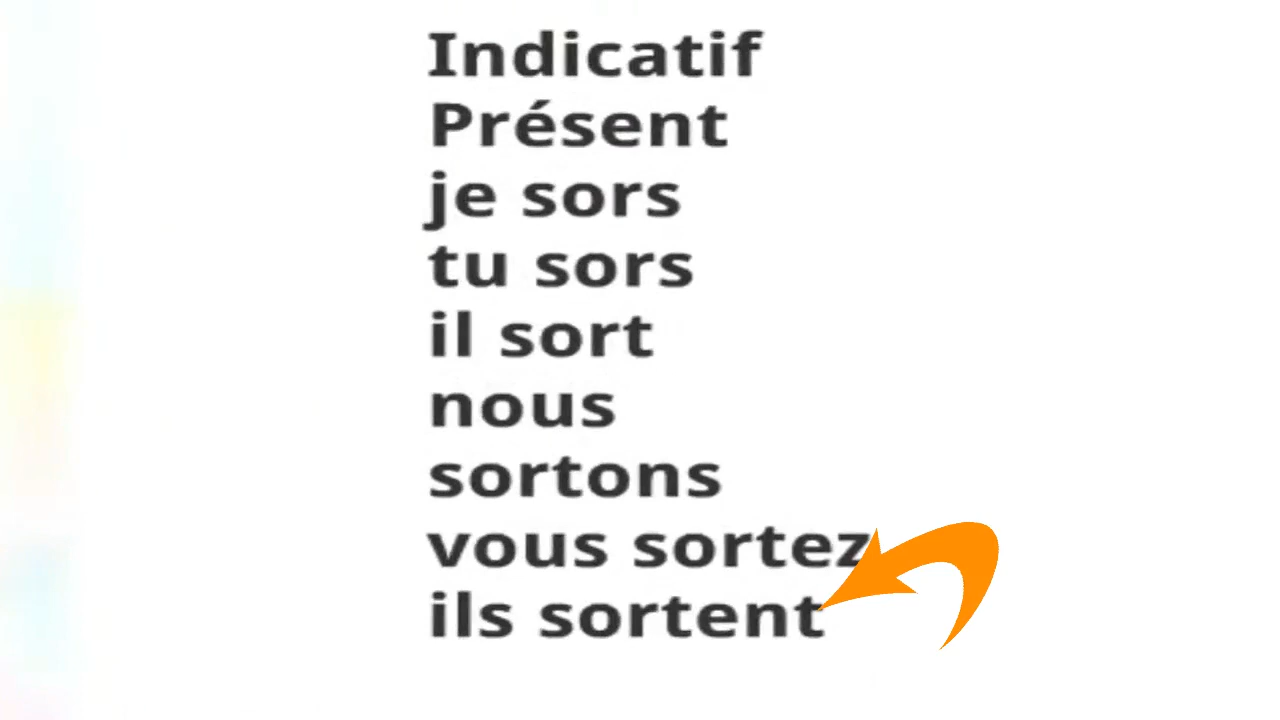 Indicatif
Présent
je sors
tu sors
il sort
nous
sortons
vous sortez
ils sortent